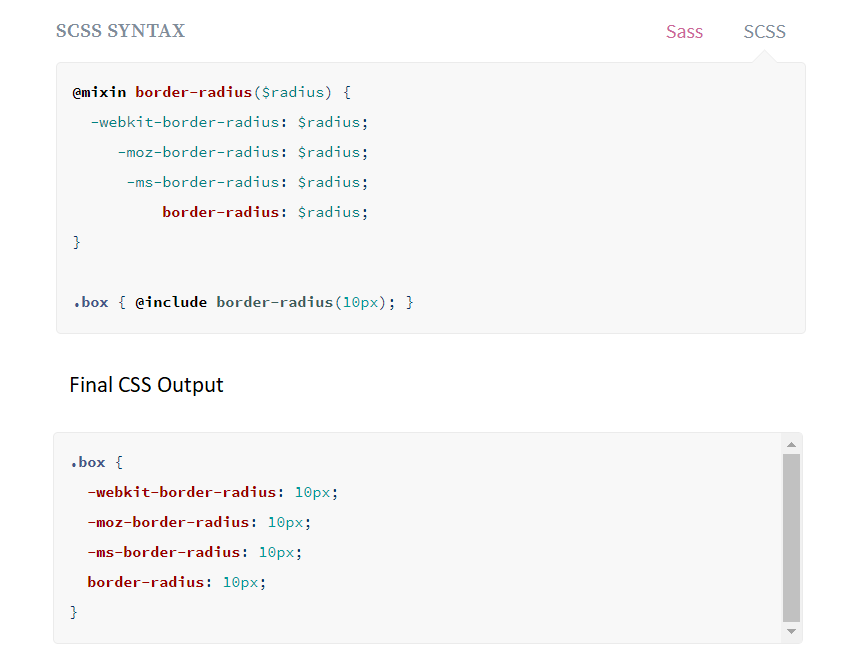 SCSS SYNTAX
Sass SCSS
@mixin border-radius($radius) {
  -webkit-border-radius: $radius;
     -moz-border-radius: $radius;
      -ms-border-radius: $radius;
          border-radius: $radius;
}
.box { @include border-radius(10px); }
Final CSS Output
.box {
  -webkit-border-radius: 10px;
  -moz-border-radius: 10px;
  -ms-border-radius: 10px;
  border-radius: 10px;
}